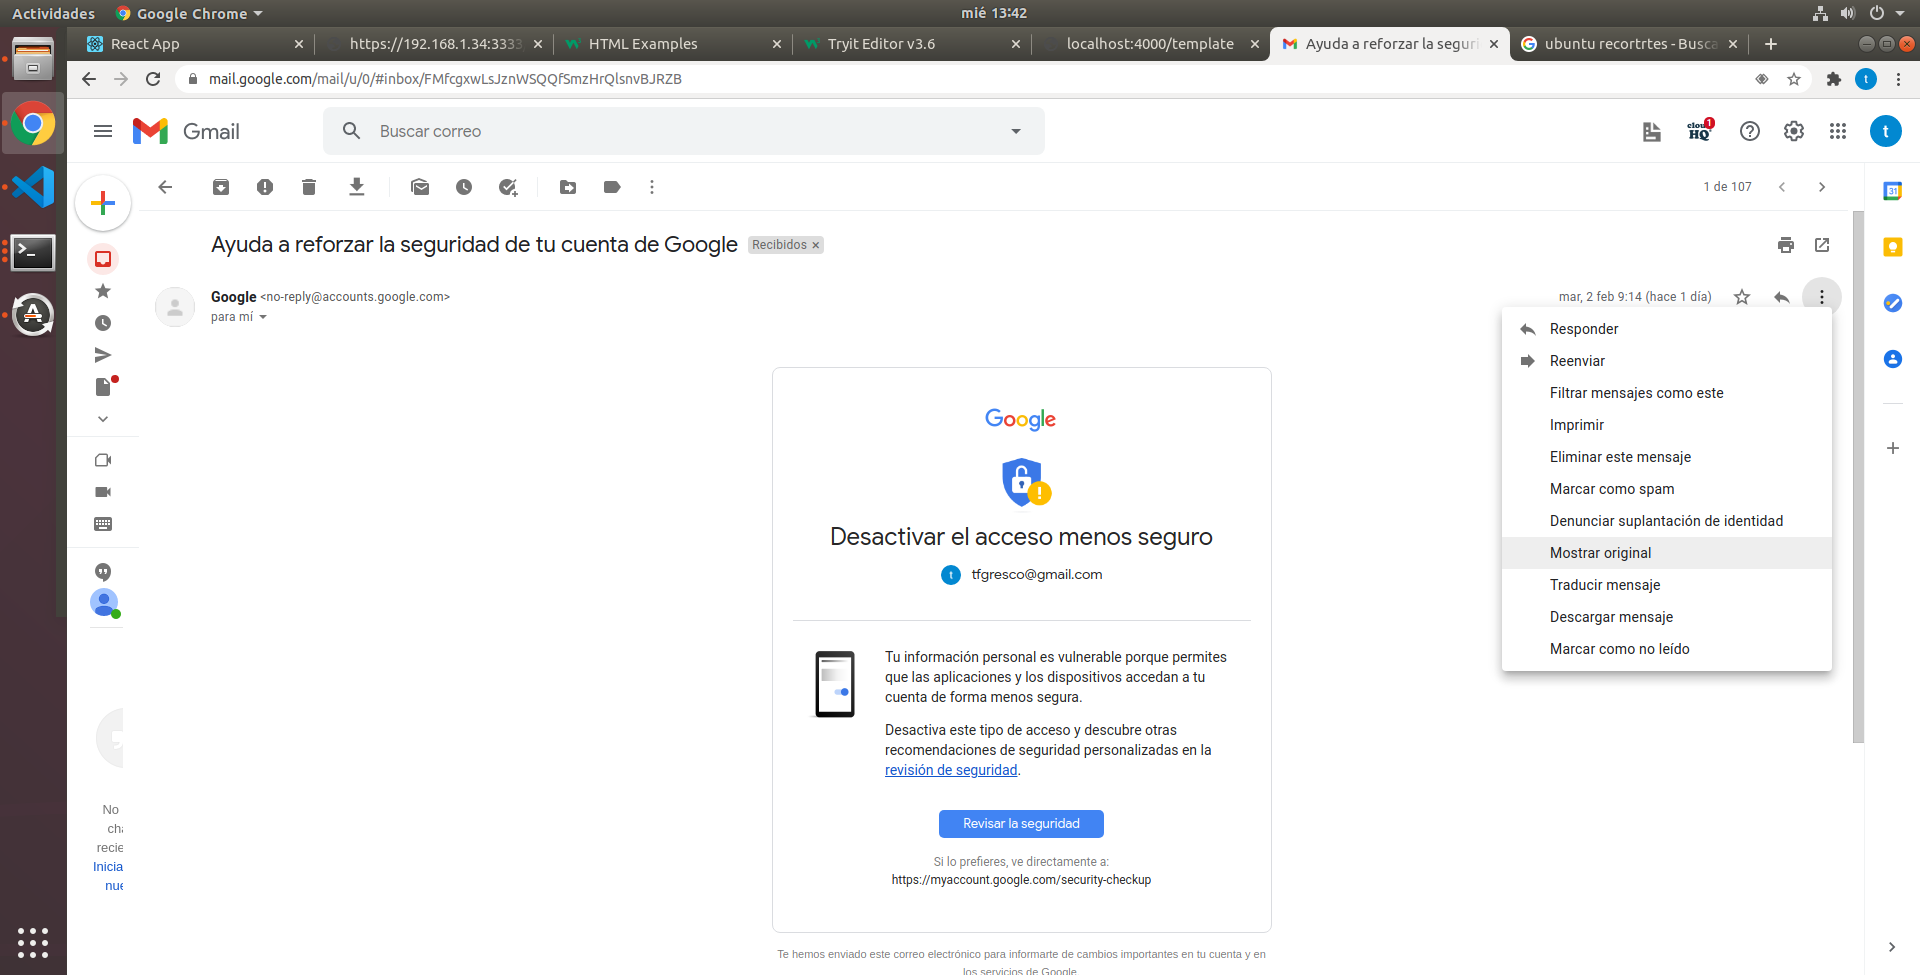 Actividades
Google Chrome
mié 13:42
React App
https://192.168.1.34:3333
HTML Examples
Tryit Editor v3.6
localhost:4000/template
Ayuda a reforzar la seguri
ubuntu recortrtes - Busca
mail.google.com/mail/u/0/#inbox/FMfcgxwLsJznWSQQfSmzHrQlsnvBJRZB
t
Gmail
Buscar correo
cloudHQ
1
t
1 de 107
31
Ayuda a reforzar la seguridad de tu cuenta de Google
Recibidos x
Google <no-reply@accounts.google.com>
mar, 2 feb 9:14 (hace 1 día)
para mí
Responder
Reenviar
Filtrar mensajes como este
Imprimir
Eliminar este mensaje
Marcar como spam
Denunciar suplantación de identidad
Mostrar original
Traducir mensaje
Descargar mensaje
Marcar como no leído
Google
Desactivar el acceso menos seguro
t
tfgresco@gmail.com
Tu información personal es vulnerable porque permites
que las aplicaciones y los dispositivos accedan a tu
cuenta de forma menos segura.
Desactiva este tipo de acceso y descubre otras
recomendaciones de seguridad personalizadas en la
revisión de seguridad.
Revisar la seguridad
Si lo prefieres, ve directamente a:
https://myaccount.google.com/security-checkup
Te hemos enviado este correo electrónico para informarte de cambios importantes en tu cuenta y en
los servicios de Google.
No
cha
recie
Inicia
nue